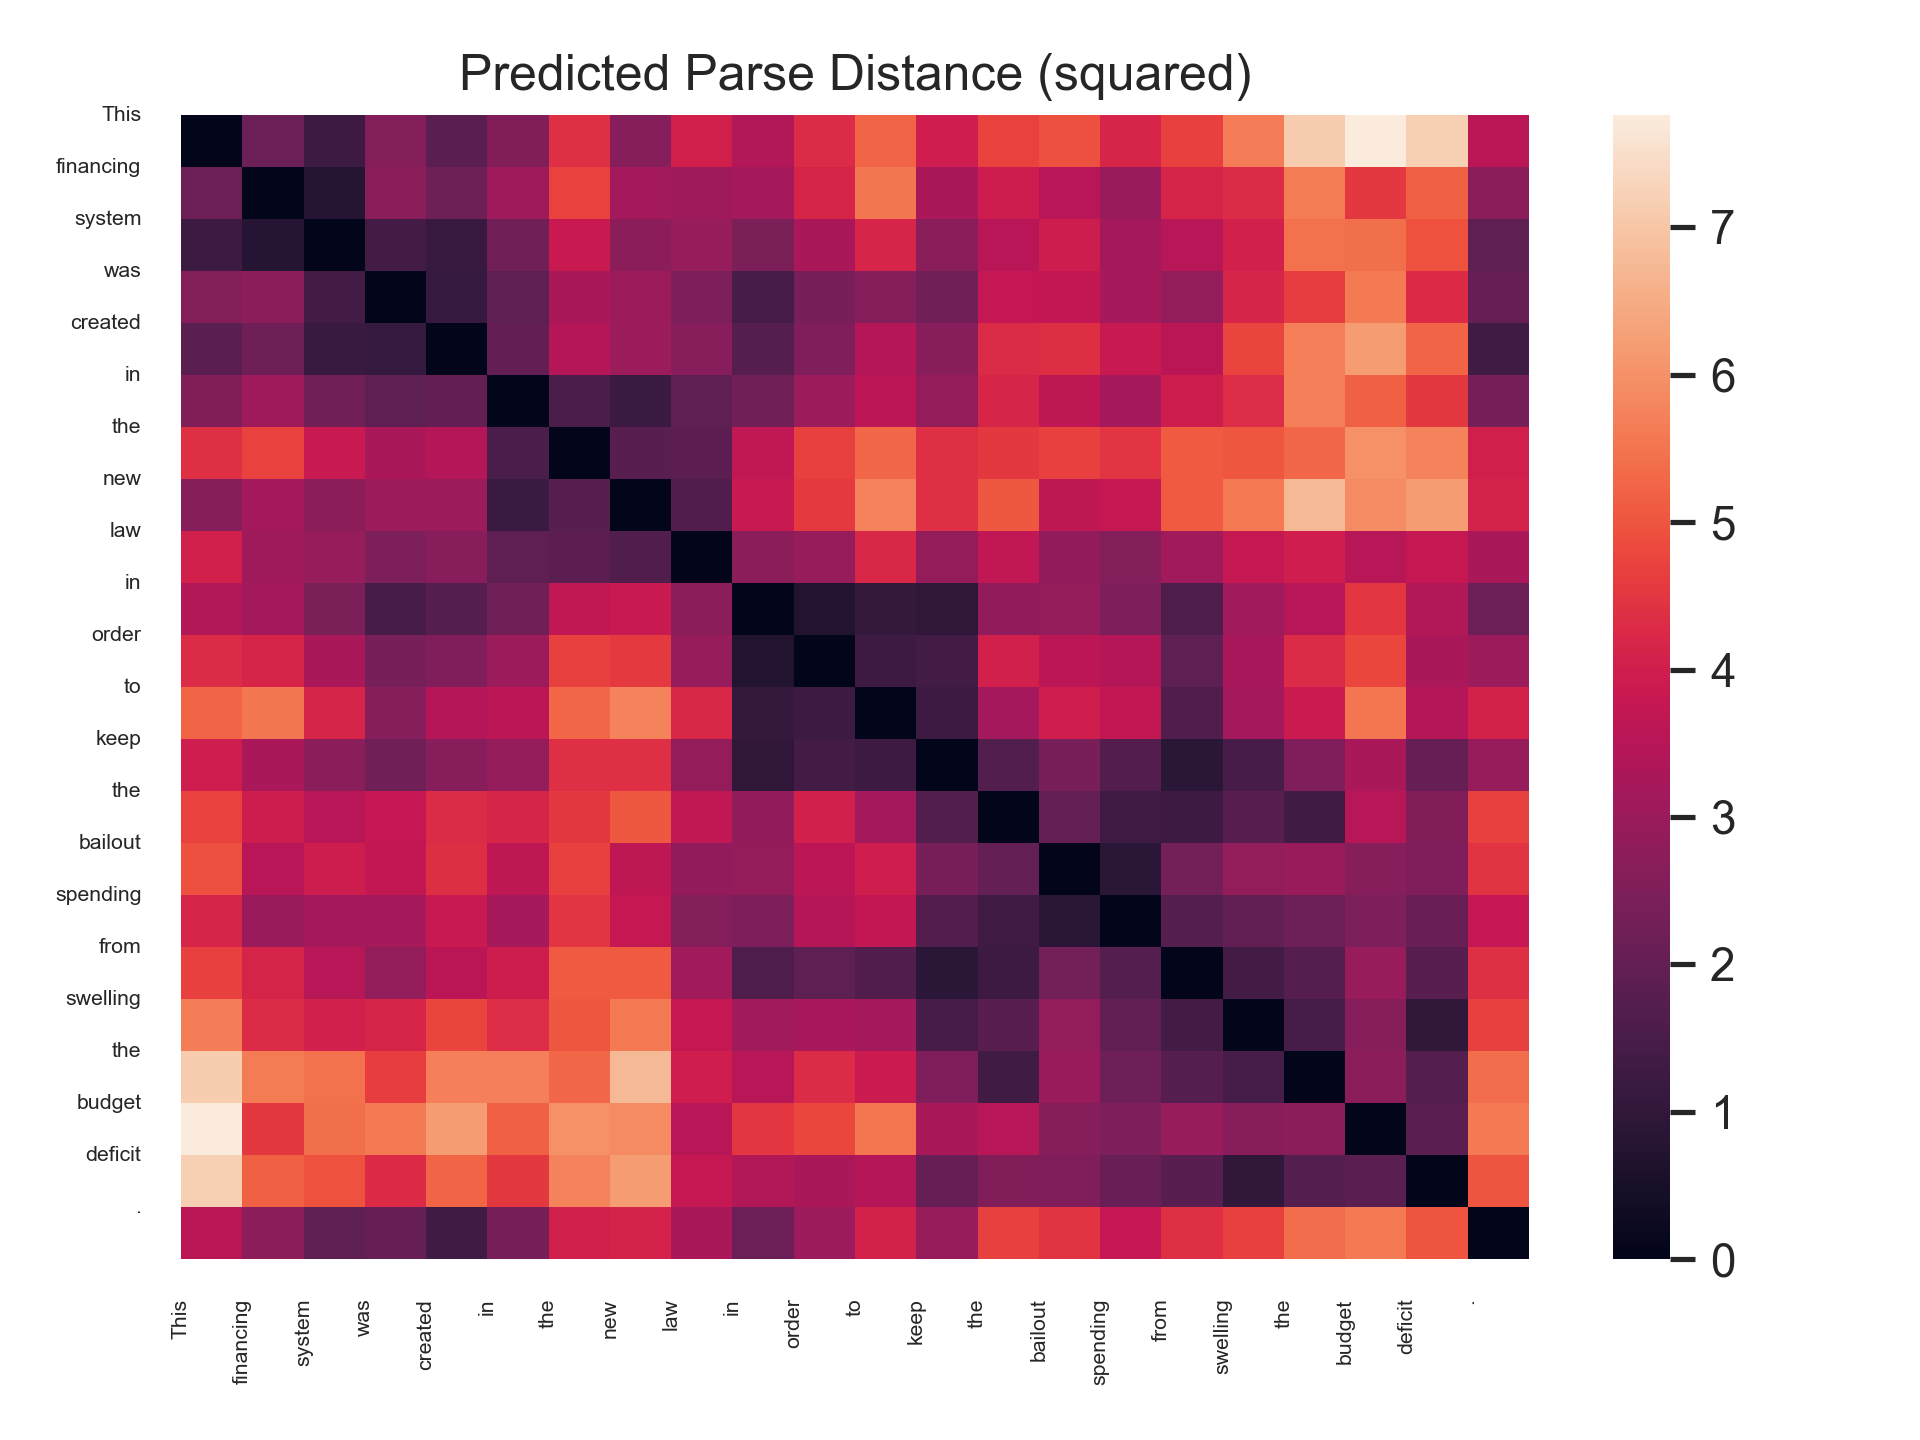 Predicted Parse Distance (squared)
This
financing
system
was
created
in
the
new
law
in
order
to
keep
the
bailout
spending
from
swelling
the
budget
deficit
.
7
6
5
4
3
2
1
0
This
financing
system
was
created
in
the
new
law
in
order
to
keep
the
bailout
spending
from
swelling
the
budget
deficit
.